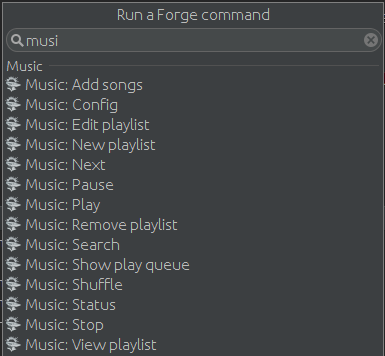 Run a Forge command
musi
Music
Music: Add songs
Music: Config
Music: Edit playlist
Music: New playlist
Music: Next
Music: Pause
Music: Play
Music: Remove playlist
Music: Search
Music: Show play queue
Music: Shuffle
Music: Status
Music: Stop
Music: View playlist